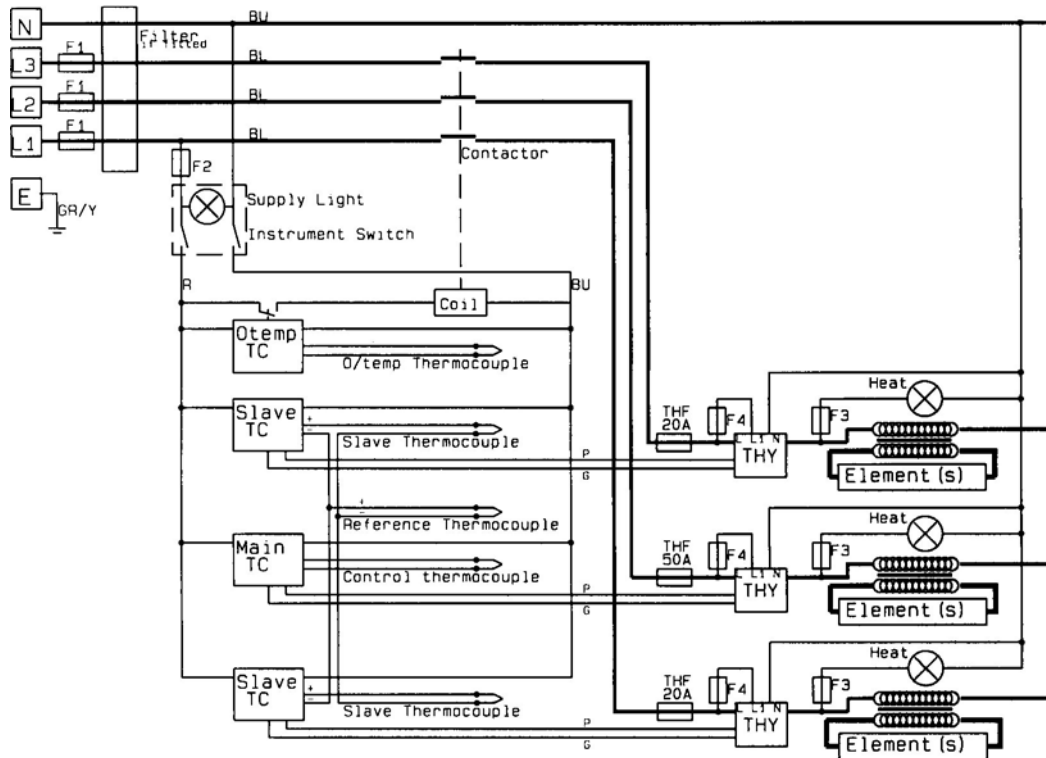 N
BU
Filter
if fitted
F1
L3
BL
F1
L2
BL
F1
L1
BL
Contactor
F2
E
GR/Y
Supply Light
Instrument Switch
R
BU
Coil
Otemp
TC
O/temp Thermocouple
Slave
TC
+
−
Slave Thermocouple
P
G
THF
20A
F4
L L1 N
THY
F3
Heat
Element(s)
+
−
Reference Thermocouple
Main
TC
Control thermocouple
P
G
THF
50A
F4
L L1 N
THY
F3
Heat
Element(s)
Slave
TC
+
−
Slave Thermocouple
P
G
THF
20A
F4
L L1 N
THY
F3
Heat
Element(s)